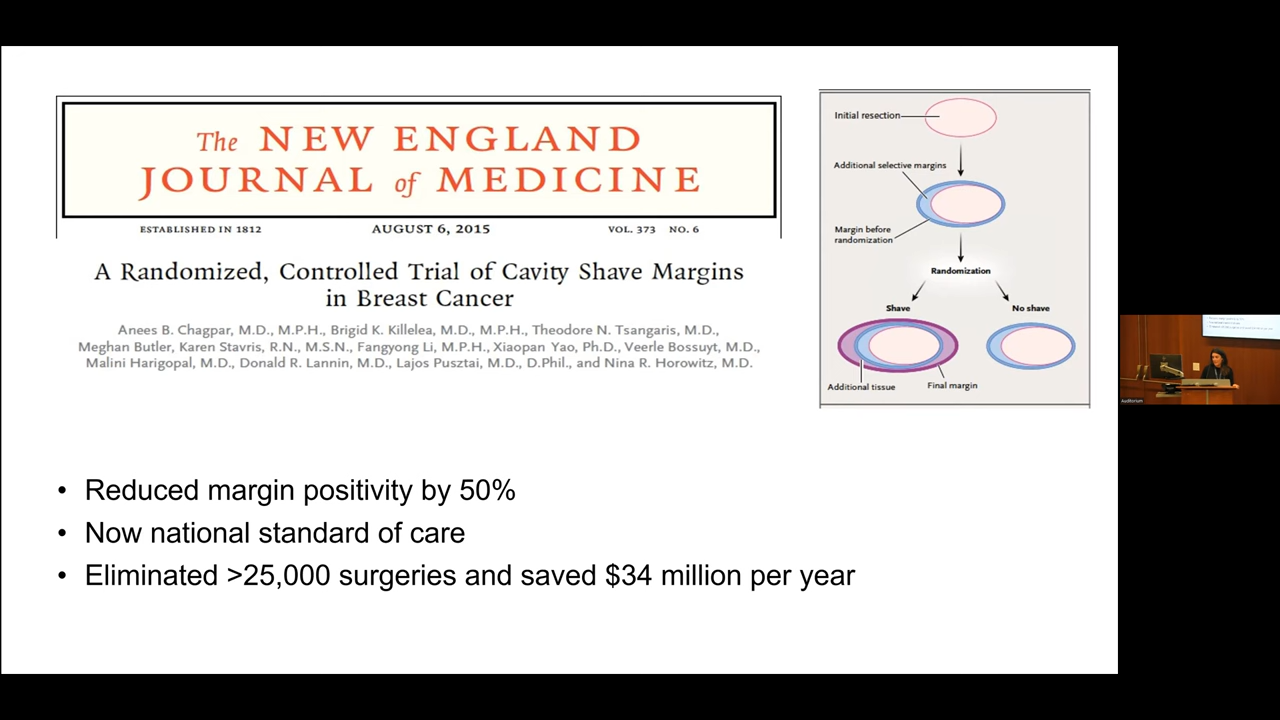 The NEW ENGLAND
JOURNAL of MEDICINE
ESTABLISHED IN 1812
AUGUST 6, 2015
VOL. 373 NO. 6
A Randomized, Controlled Trial of Cavity Shave Margins
in Breast Cancer
Anees B. Chagpar, M.D., M.P.H., Brigid K. Killelea, M.D., M.P.H., Theodore N. Tsangaris, M.D.,
Meghan Butler, Karen Stavris, R.N., M.S.N., Fangyong Li, M.P.H., Xiaopan Yao, Ph.D., Veerle Bossuyt, M.D.,
Malini Harigopal, M.D., Donald R. Lannin, M.D., Lajos Pusztai, M.D., D.Phil., and Nina R. Horowitz, M.D.
Initial resection
Additional selective margins
Margin before
randomization
Randomization
Shave
No shave
Additional tissue
Final margin
• Reduced margin positivity by 50%
• Now national standard of care
• Eliminated >25,000 surgeries and saved $34 million per year
Auditorium